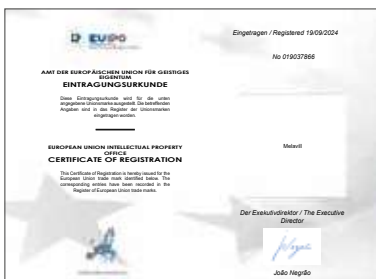 EUIPO
AMT DER EUROPÄISCHEN UNION FÜR GEISTIGES
EIGENTUM
EINTRAGUNGSURKUNDE
Diese Eintragungsurkunde wird für die unten
angegebene Unionsmarke ausgestellt. Die betreffenden
Angaben sind in das Register der Unionsmarken
eingetragen worden.
EUROPEAN UNION INTELLECTUAL PROPERTY
OFFICE
CERTIFICATE OF REGISTRATION
This Certificate of Registration is hereby issued for the
European Union trade mark identified below. The
corresponding entries have been recorded in the
Register of European Union trade marks.
Eingetragen / Registered 19/09/2024
No 019037866
Melavill
Der Exekutivdirektor / The Executive
Director
João Negrão